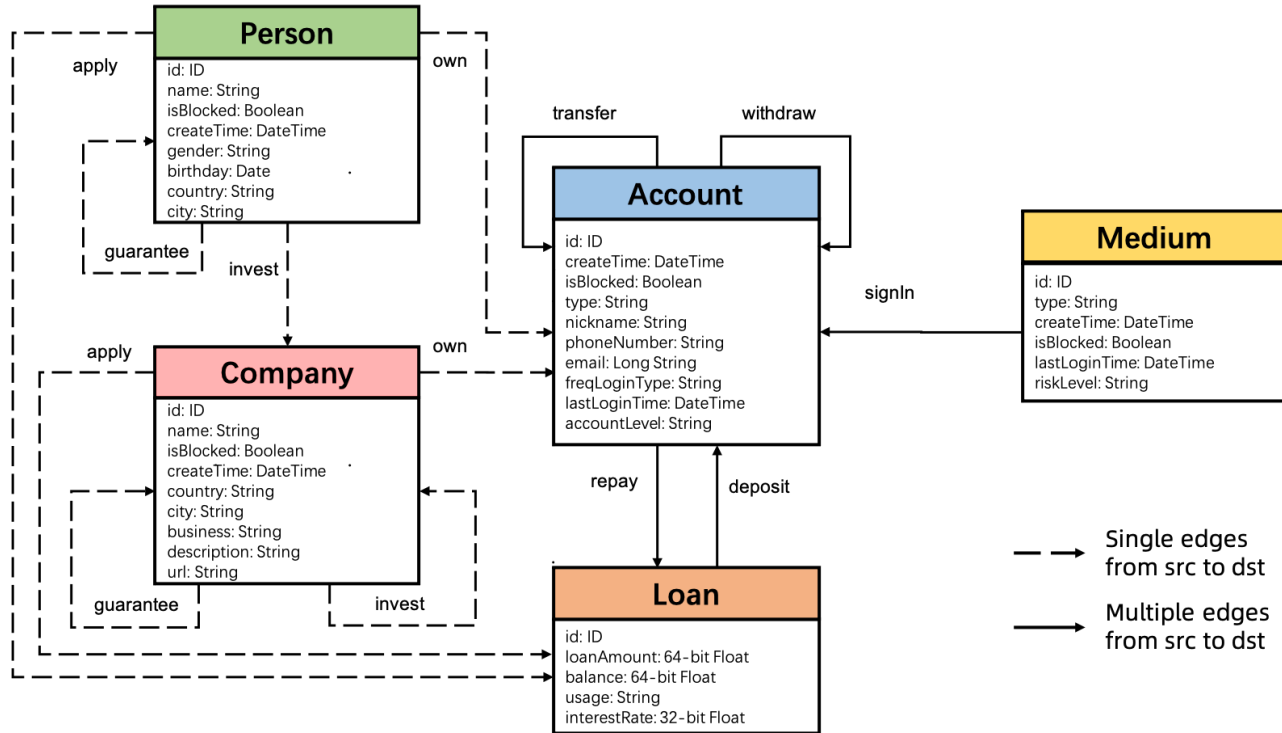 Person
id: ID
name: String
isBlocked: Boolean
createTime: DateTime
gender: String
birthday: Date
country: String
city: String
apply
own
guarantee
invest
transfer
withdraw
Account
id: ID
createTime: DateTime
isBlocked: Boolean
type: String
nickname: String
phoneNumber: String
email: Long String
freqLoginType: String
lastLoginTime: DateTime
accountLevel: String
signIn
Medium
id: ID
type: String
createTime: DateTime
isBlocked: Boolean
lastLoginTime: DateTime
riskLevel: String
apply
own
Company
id: ID
name: String
isBlocked: Boolean
createTime: DateTime
country: String
city: String
business: String
description: String
url: String
guarantee
invest
repay
deposit
Loan
id: ID
loanAmount: 64-bit Float
balance: 64-bit Float
usage: String
interestRate: 32-bit Float
Single edges
from src to dst
Multiple edges
from src to dst